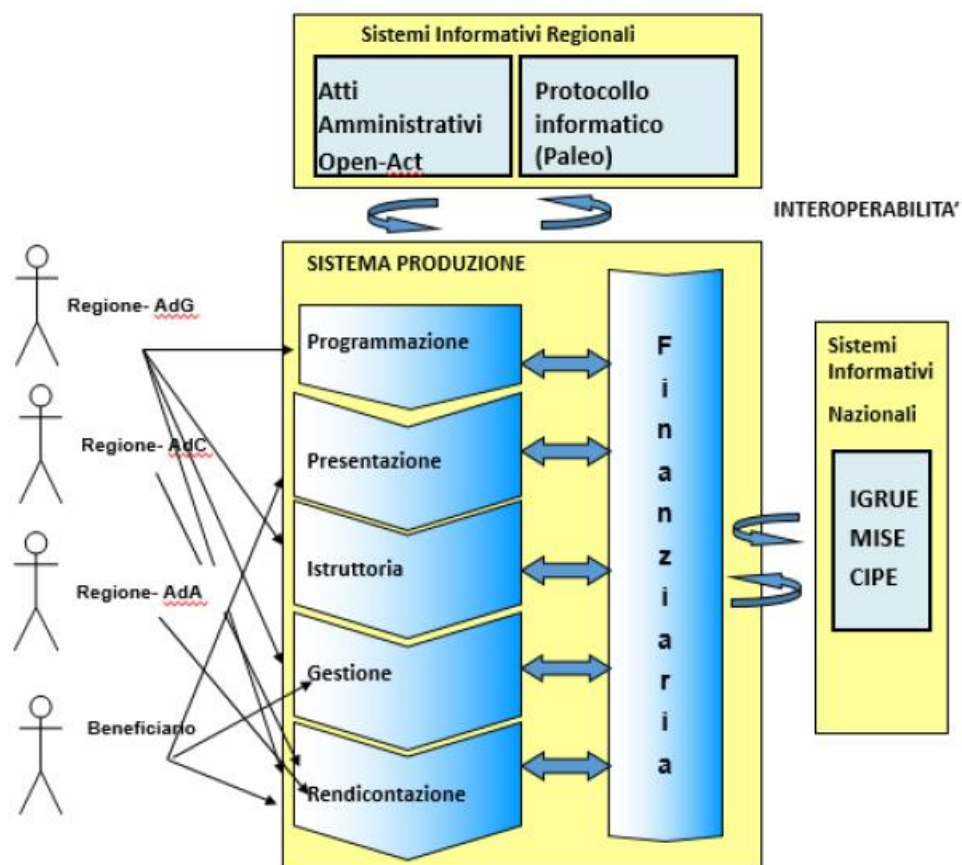 Sistemi Informativi Regionali
Atti
Amministrativi
Open-Act
Protocollo
informatico
(Paleo)
INTEROPERABILITA’
SISTEMA PRODUZIONE
Regione- AdG
Regione- AdC
Regione- AdA
Beneficiario
Programmazione
Presentazione
Istruttoria
Gestione
Rendicontazione
F
i
n
a
n
z
i
a
r
i
a
Sistemi
Informativi
Nazionali
IGRUE
MISE
CIPE